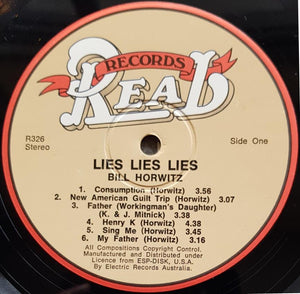 RECORDS
REAL
R326
Stereo
Side One
LIES LIES LIES
BILL HORWITZ
1. Consumption (Horwitz) 3.56
2. New American Guilt Trip (Horwitz) 3.07
3. Father (Workingman's Daughter)
(K. & J. Mitnick) 3.38
4. Henry K (Horwitz) 3.22
5. Sing Me (Horwitz) 3.45
6. My Father (Horwitz) 3.16
All Compositions Copyright Control.
Manufactured and Distributed under
Licence from ESP-DISK, U.S.A.
By Electric Records Australia.